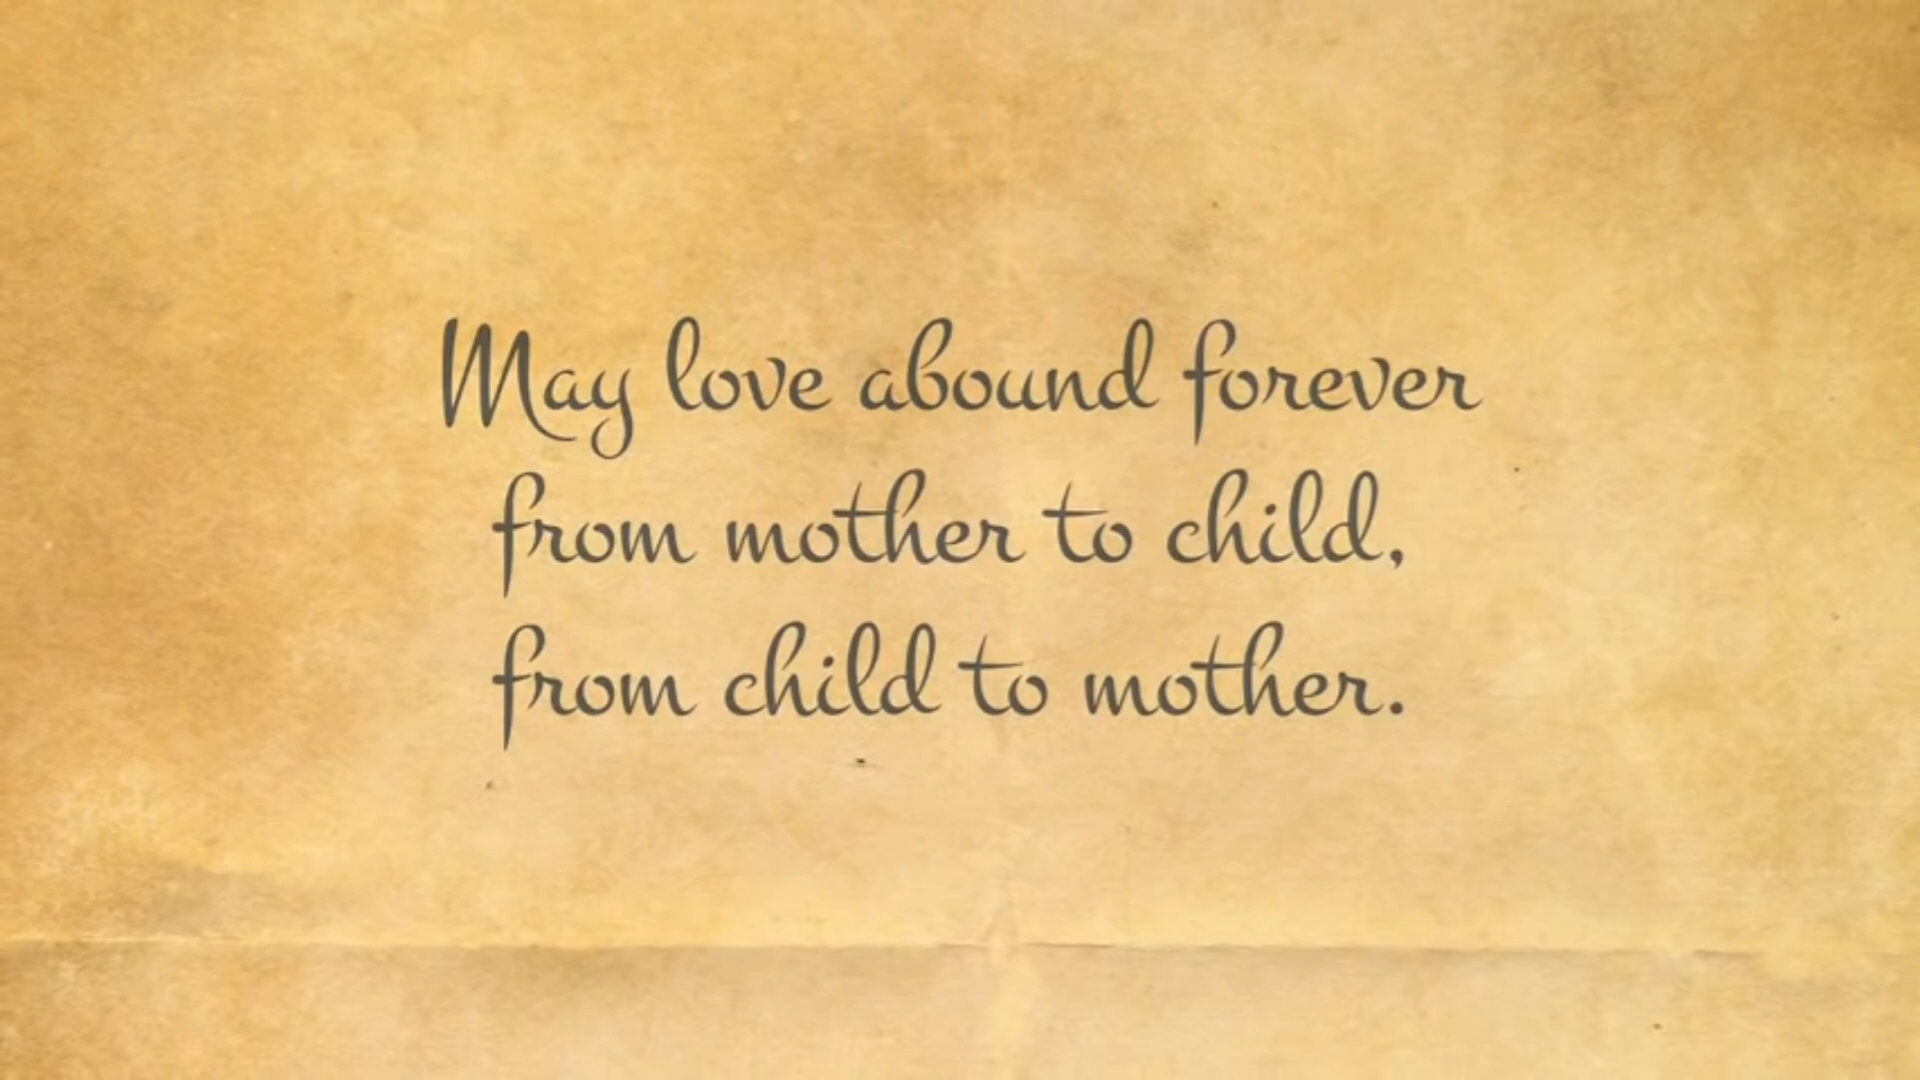 May love abound forever
from mother to child,
from child to mother.